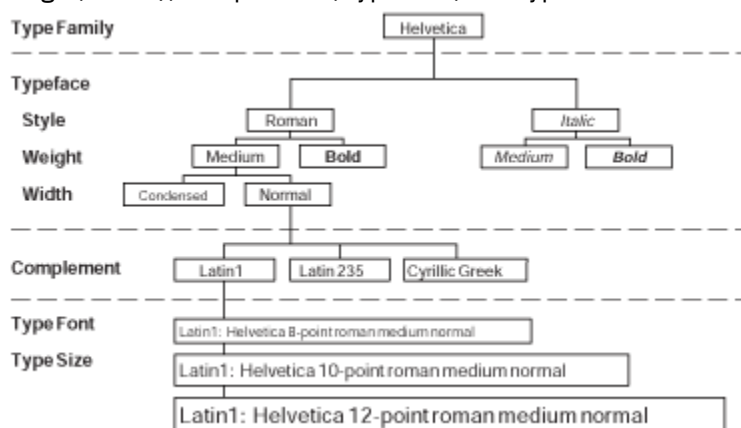 Type Family Helvetica
Typeface
Style Roman Italic
Weight Medium Bold Medium Bold
Width Condensed Normal
Complement Latin1 Latin 235 Cyrillic Greek
Type Font Latin1: Helvetica 8-point roman medium normal
Type Size Latin1: Helvetica 10-point roman medium normal
Latin1: Helvetica 12-point roman medium normal